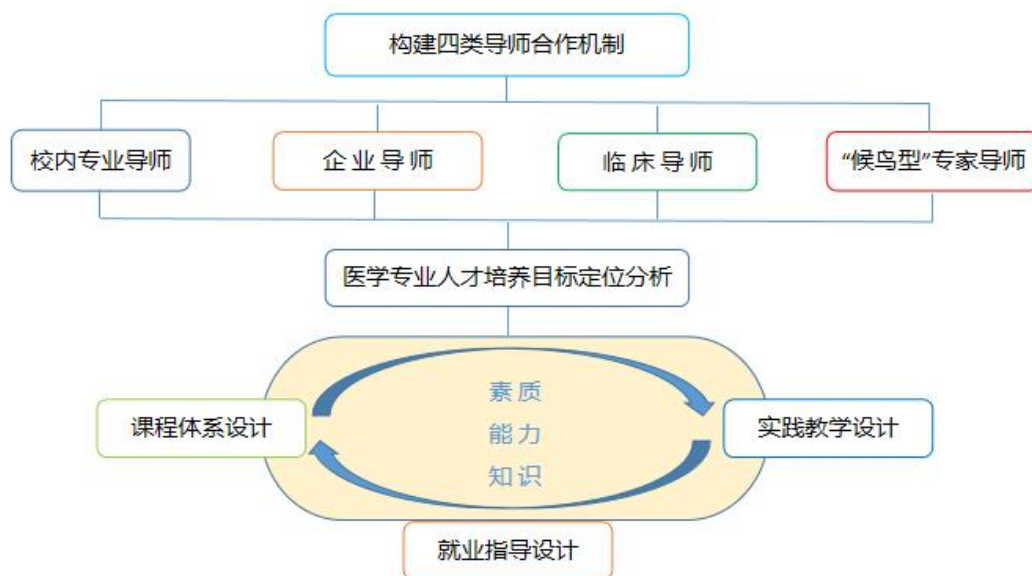 构建四类导师合作机制
校内专业导师
企业导师
临床导师
“候鸟型”专家导师
医学专业人才培养目标定位分析
素质
课程体系设计
能力
实践教学设计
知识
就业指导设计